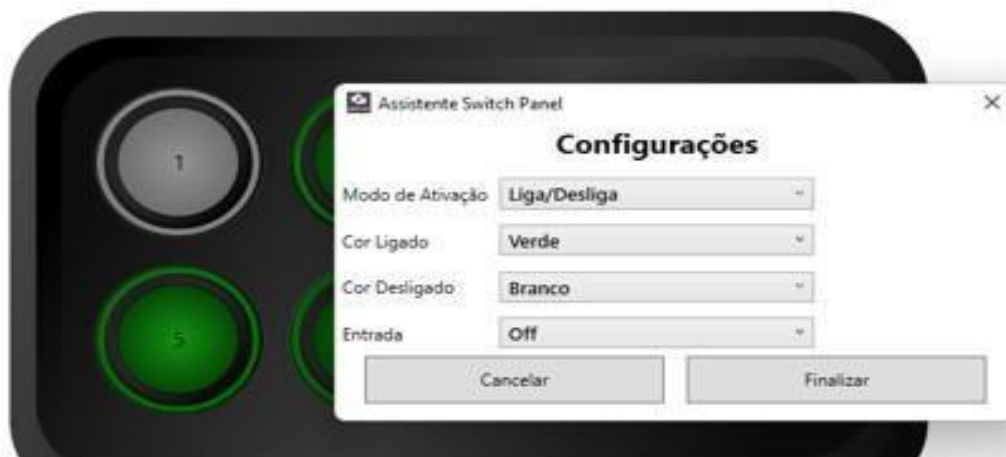 Assistente Switch Panel
Configurações
1
Modo de Ativação Liga/Desliga
Cor Ligado Verde
Cor Desligado Branco
5
Entrada Off
Cancelar Finalizar